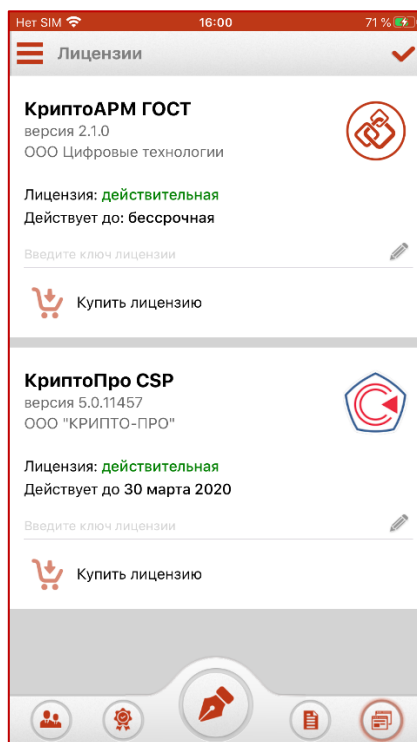 Нет SIM 16:00 71 %
Лицензии
КриптоАРМ ГОСТ
версия 2.1.0
ООО Цифровые технологии
Лицензия: действительная
Действует до: бессрочная
Введите ключ лицензии
Купить лицензию
КриптоПро CSP
версия 5.0.11457
ООО "КРИПТО-ПРО"
Лицензия: действительная
Действует до 30 марта 2020
Введите ключ лицензии
Купить лицензию